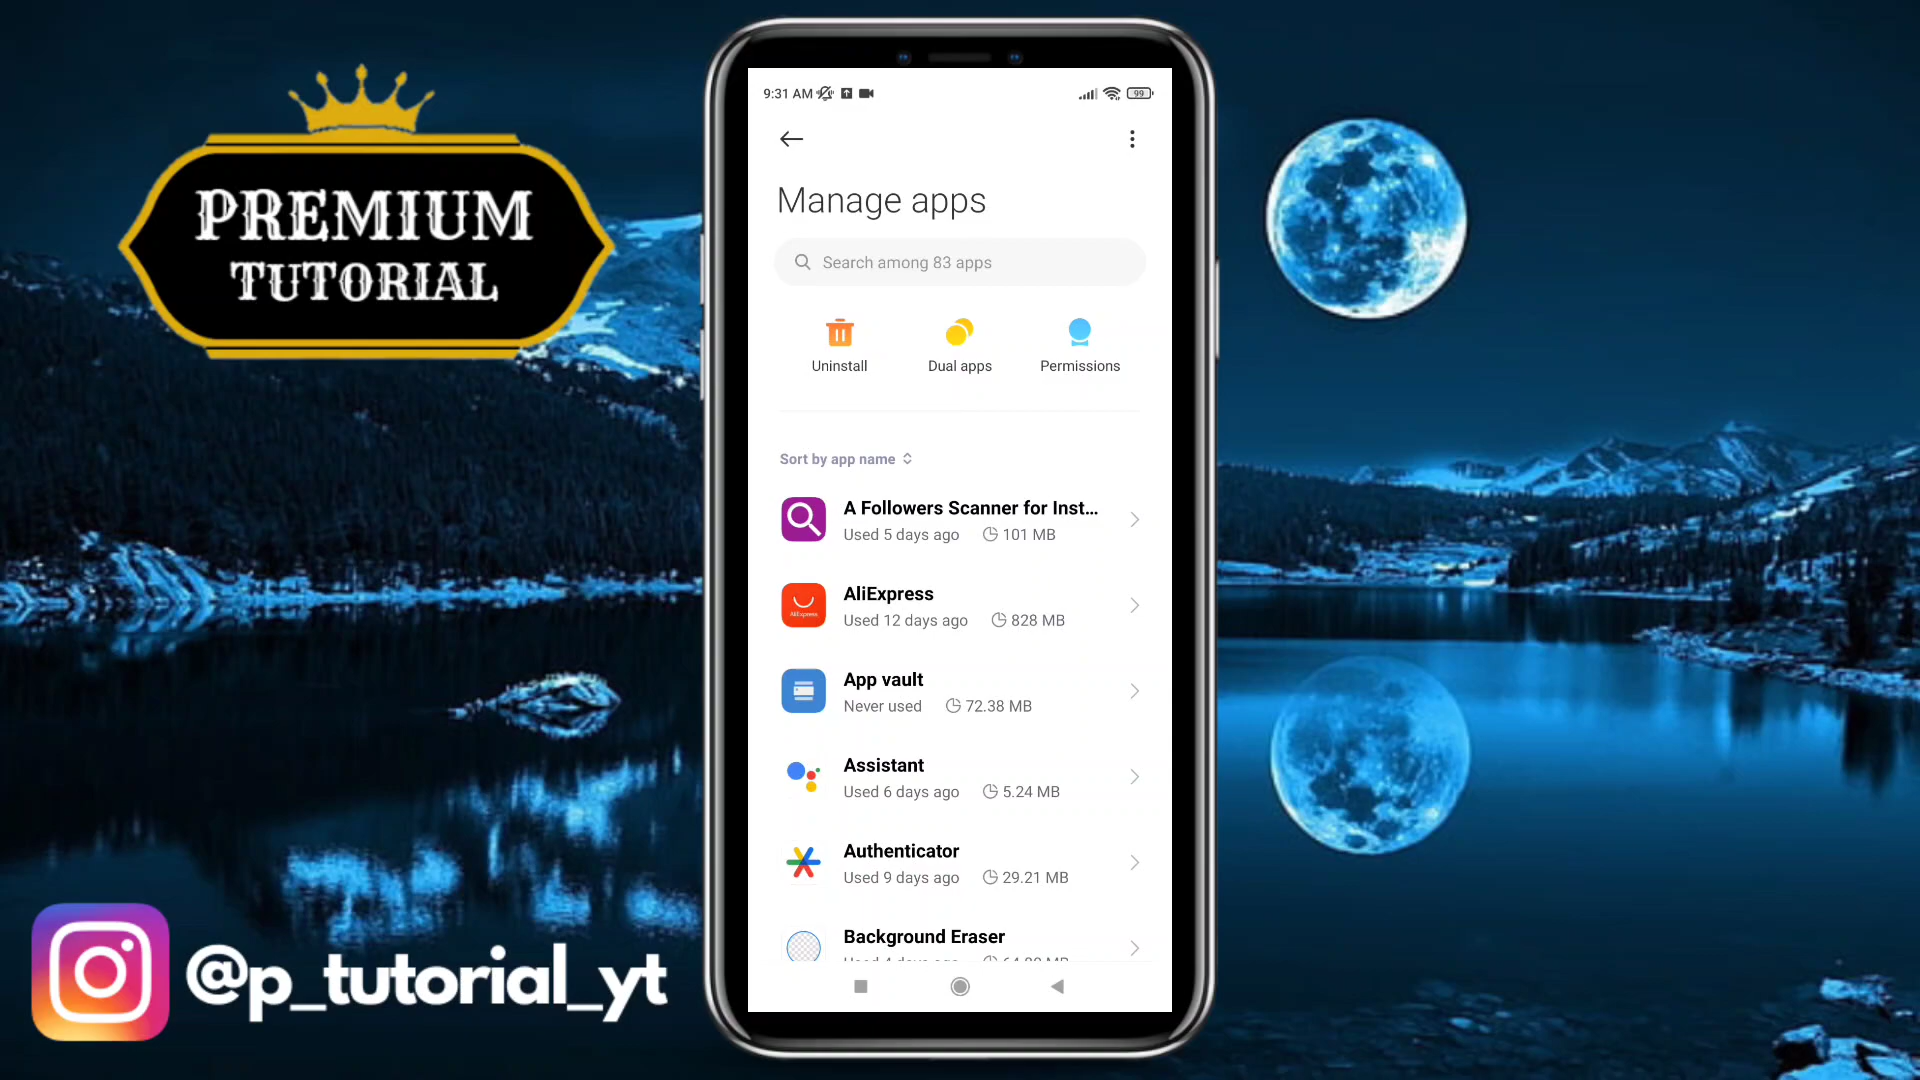 PREMIUM
TUTORIAL
@p_tutorial_yt
9:31 AM
99
Manage apps
Search among 83 apps
Uninstall
Dual apps
Permissions
Sort by app name
A Followers Scanner for Inst...
Used 5 days ago 101 MB
AliExpress
AliExpress
Used 12 days ago 828 MB
App vault
Never used 72.38 MB
Assistant
Used 6 days ago 5.24 MB
Authenticator
Used 9 days ago 29.21 MB
Background Eraser